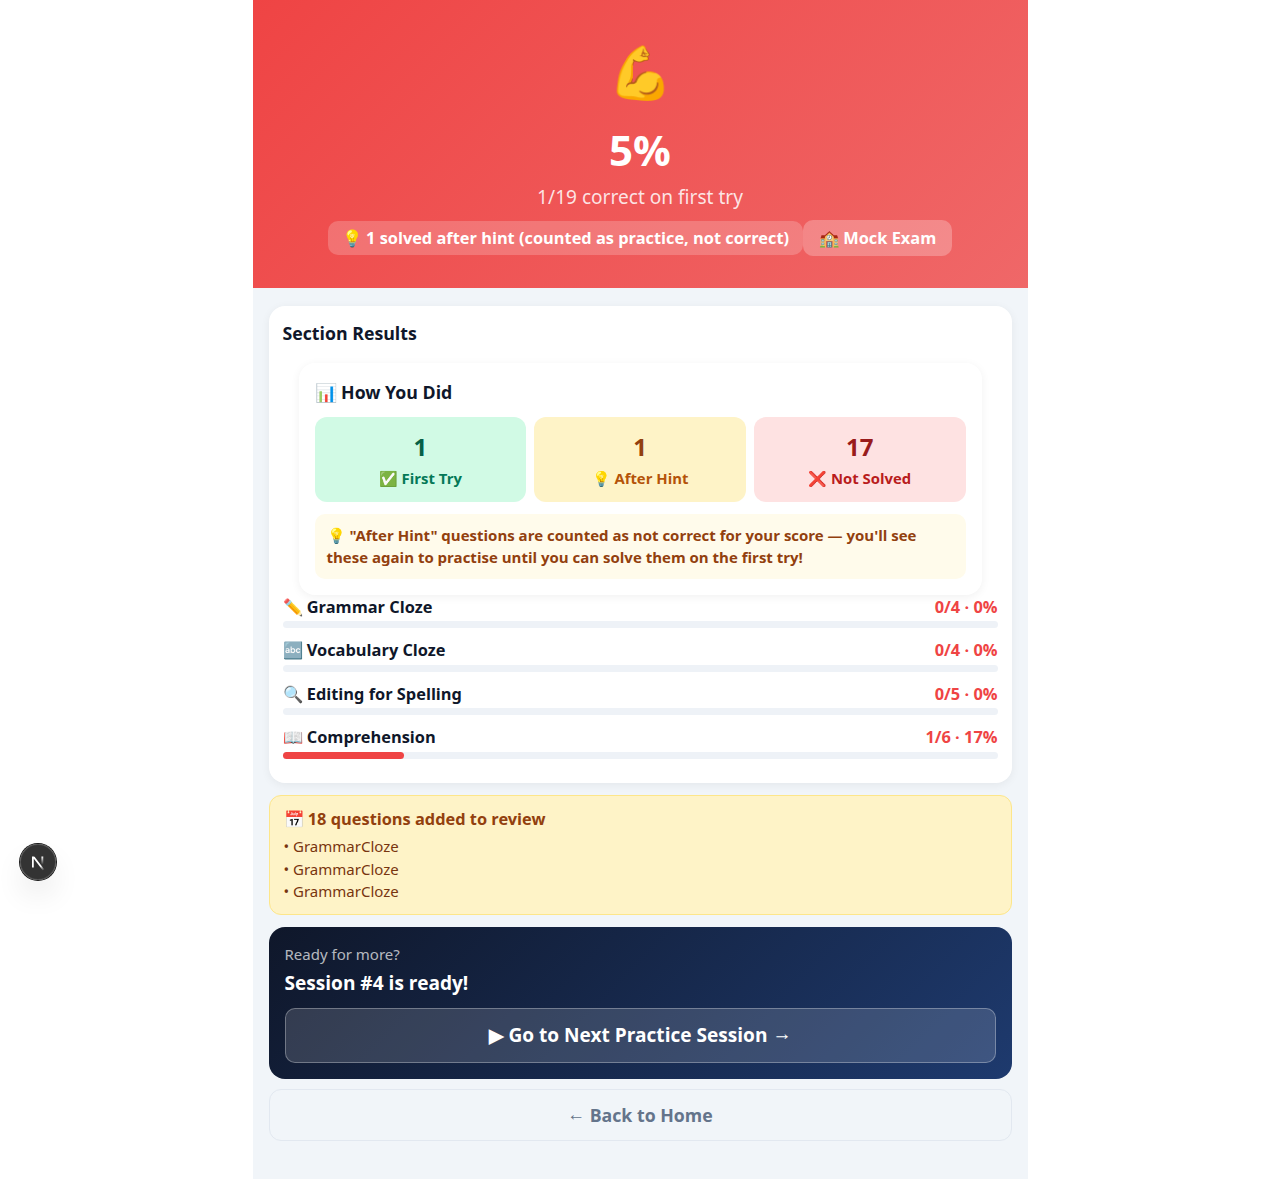 💪
5%
1/19 correct on first try
💡 1 solved after hint (counted as practice, not correct)
🏫 Mock Exam
Section Results
📊 How You Did
1
✅ First Try
1
💡 After Hint
17
❌ Not Solved
💡 "After Hint" questions are counted as not correct for your score — you'll see
these again to practise until you can solve them on the first try!
✏️ Grammar Cloze 0/4 · 0%
🔤 Vocabulary Cloze 0/4 · 0%
🔍 Editing for Spelling 0/5 · 0%
📖 Comprehension 1/6 · 17%
📅 18 questions added to review
• GrammarCloze
• GrammarCloze
• GrammarCloze
N
Ready for more?
Session #4 is ready!
▶ Go to Next Practice Session →
← Back to Home